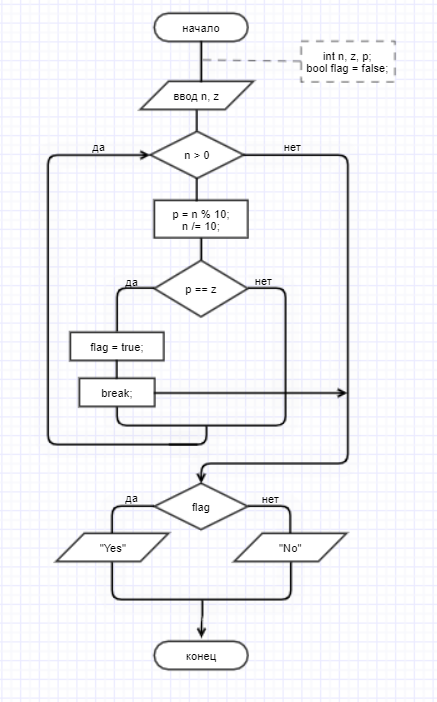 начало
int n, z, p;
bool flag = false;
ввод n, z
да
n > 0
нет
p = n % 10;
n /= 10;
да
p == z
нет
flag = true;
break;
да
flag
нет
"Yes"
"No"
конец